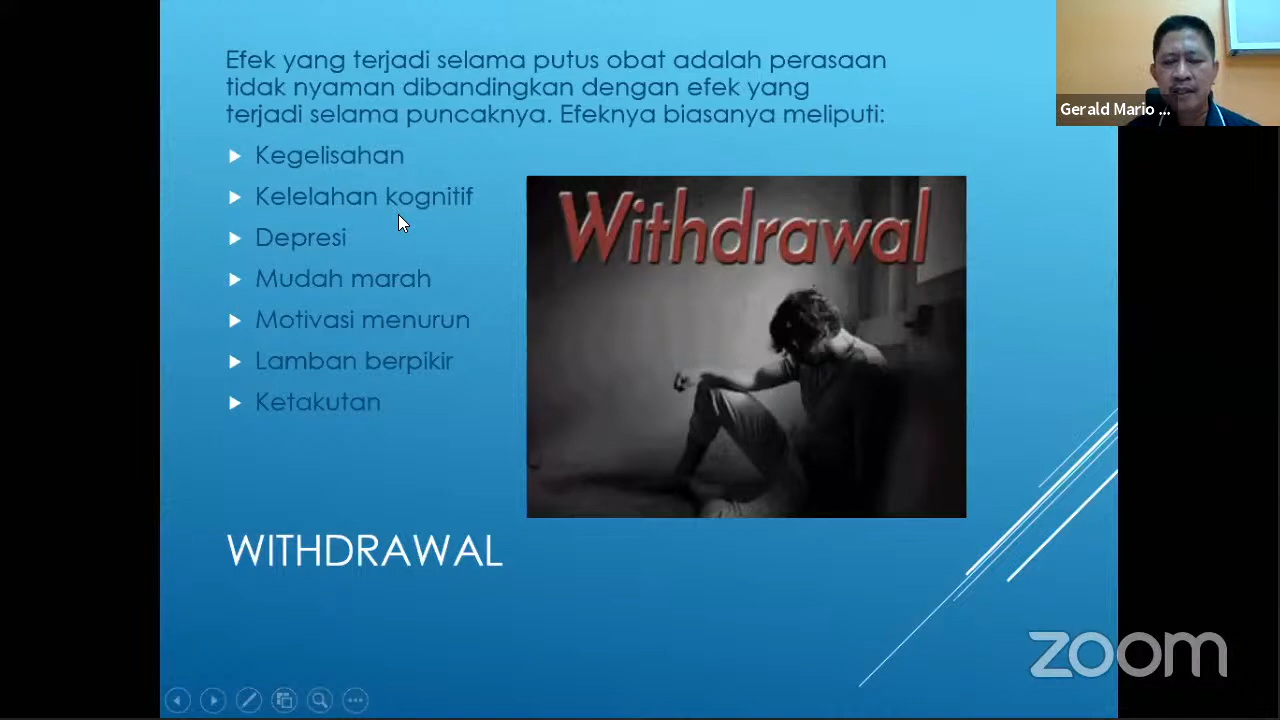 Efek yang terjadi selama putus obat adalah perasaan
tidak nyaman dibandingkan dengan efek yang
terjadi selama puncaknya. Efeknya biasanya meliputi:
Kegelisahan
Kelelahan kognitif
Depresi
Mudah marah
Motivasi menurun
Lamban berpikir
Ketakutan
Withdrawal
WITHDRAWAL
Gerald Mario ...
zoom